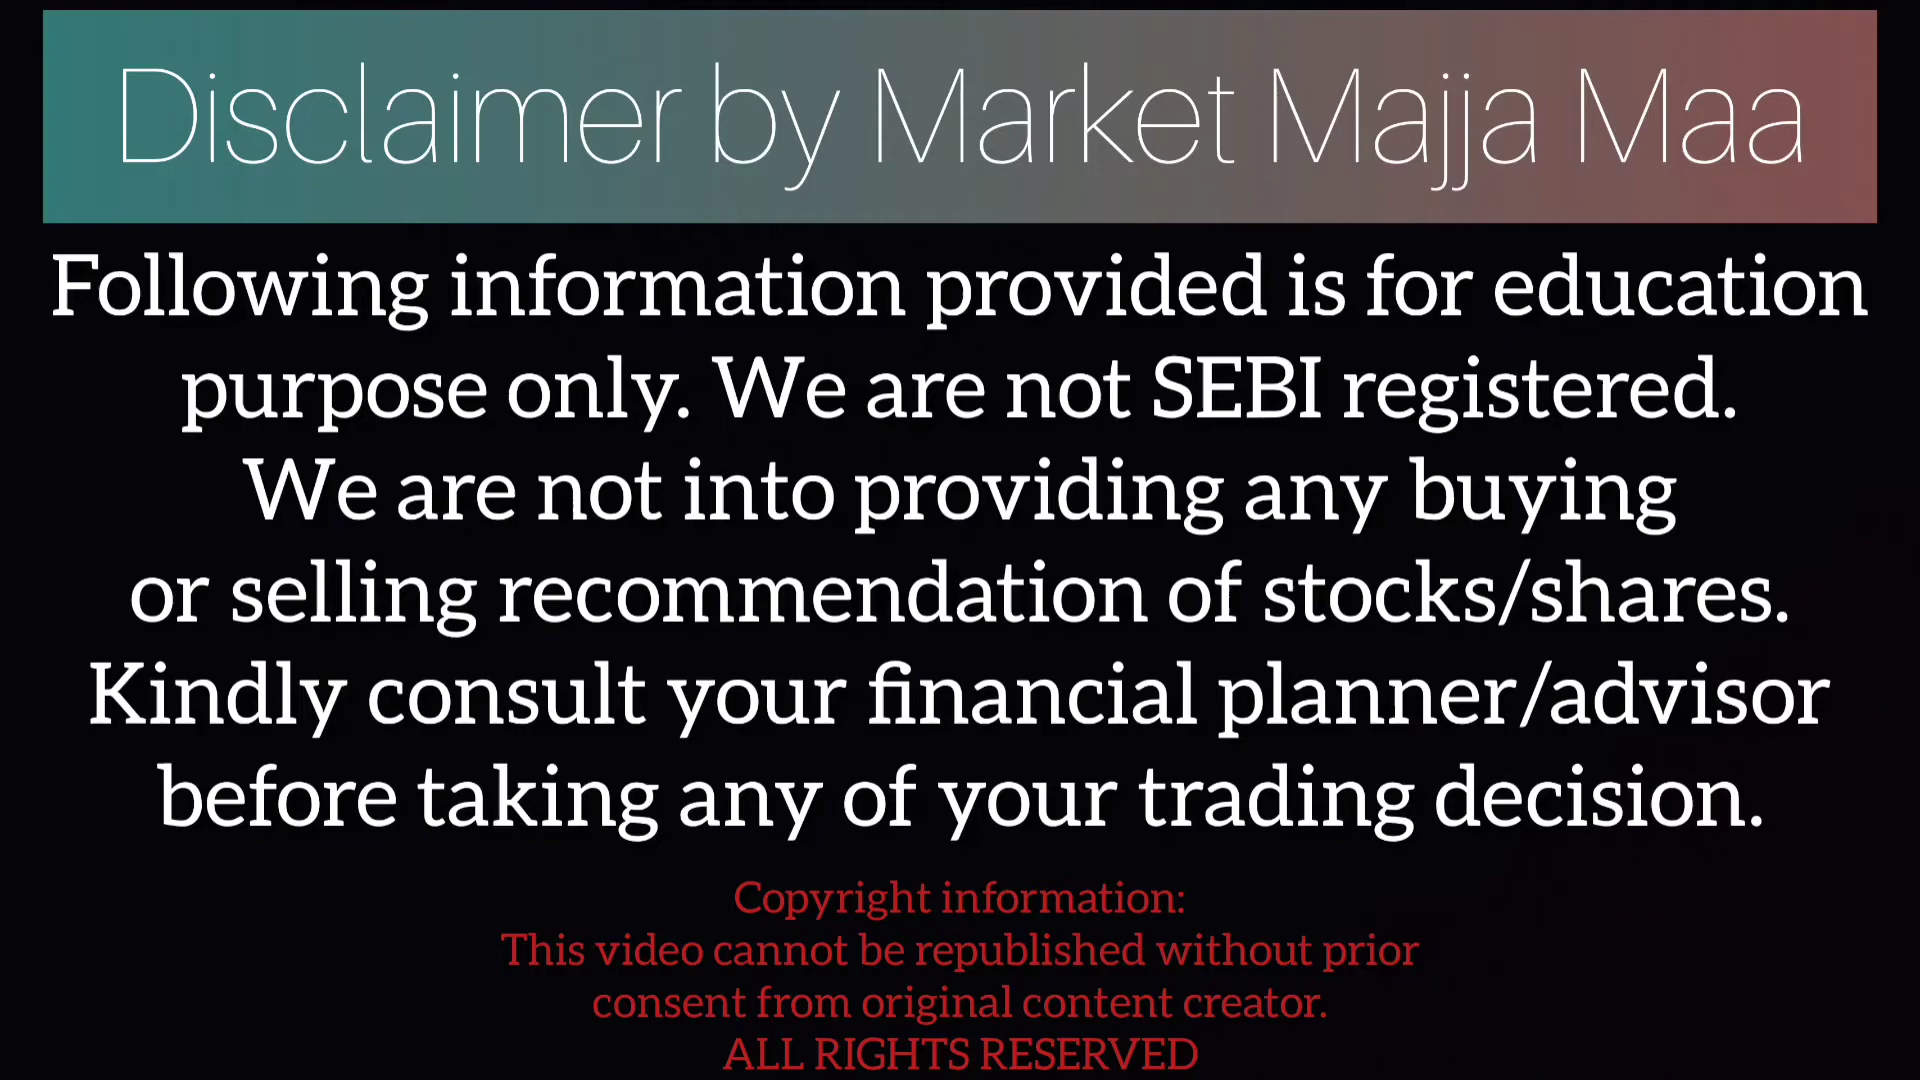 Disclaimer by Market Majja Maa
Following information provided is for education
purpose only. We are not SEBI registered.
We are not into providing any buying
or selling recommendation of stocks/shares.
Kindly consult your financial planner/advisor
before taking any of your trading decision.
Copyright information:
This video cannot be republished without prior
consent from original content creator.
ALL RIGHTS RESERVED